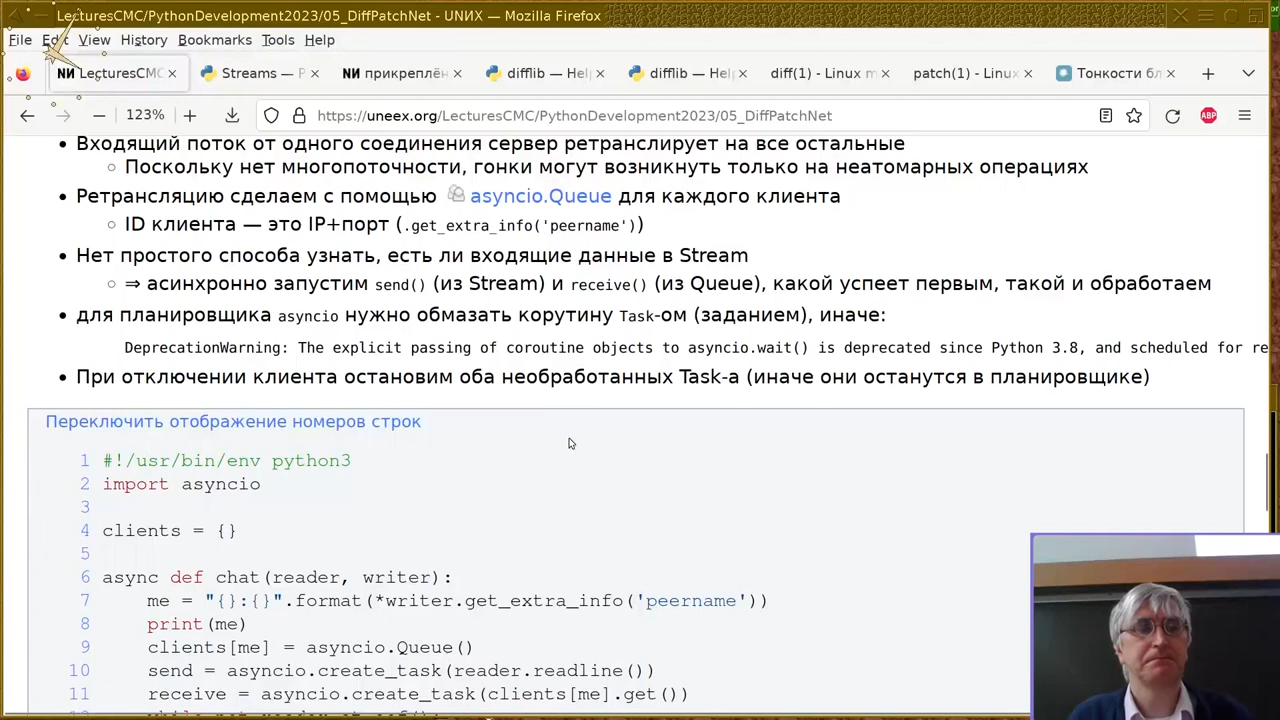 LecturesCMC/PythonDevelopment2023/05_DiffPatchNet - UNИХ — Mozilla Firefox
File Edit View History Bookmarks Tools Help
NИ LecturesCMC Streams — P NИ прикреплён difflib — Hel difflib — Hel diff(1) - Linux m patch(1) - Linux Тонкости бл
123% https://uneex.org/LecturesCMC/PythonDevelopment2023/05_DiffPatchNet ABP
• Входящий поток от одного соединения сервер ретранслирует на все остальные
○ Поскольку нет многопоточности, гонки могут возникнуть только на неатомарных операциях
• Ретрансляцию сделаем с помощью asyncio.Queue для каждого клиента
○ ID клиента — это IP+порт (.get_extra_info('peername'))
• Нет простого способа узнать, есть ли входящие данные в Stream
○ ⇒ асинхронно запустим send() (из Stream) и receive() (из Queue), какой успеет первым, такой и обработаем
• для планировщика asyncio нужно обмазать корутину Task-ом (заданием), иначе:
DeprecationWarning: The explicit passing of coroutine objects to asyncio.wait() is deprecated since Python 3.8, and scheduled for re
• При отключении клиента остановим оба необработанных Task-а (иначе они останутся в планировщике)
Переключить отображение номеров строк
1 #!/usr/bin/env python3
2 import asyncio
3
4 clients = {}
5
6 async def chat(reader, writer):
7 me = "{}:{}".format(*writer.get_extra_info('peername'))
8 print(me)
9 clients[me] = asyncio.Queue()
10 send = asyncio.create_task(reader.readline())
11 receive = asyncio.create_task(clients[me].get())